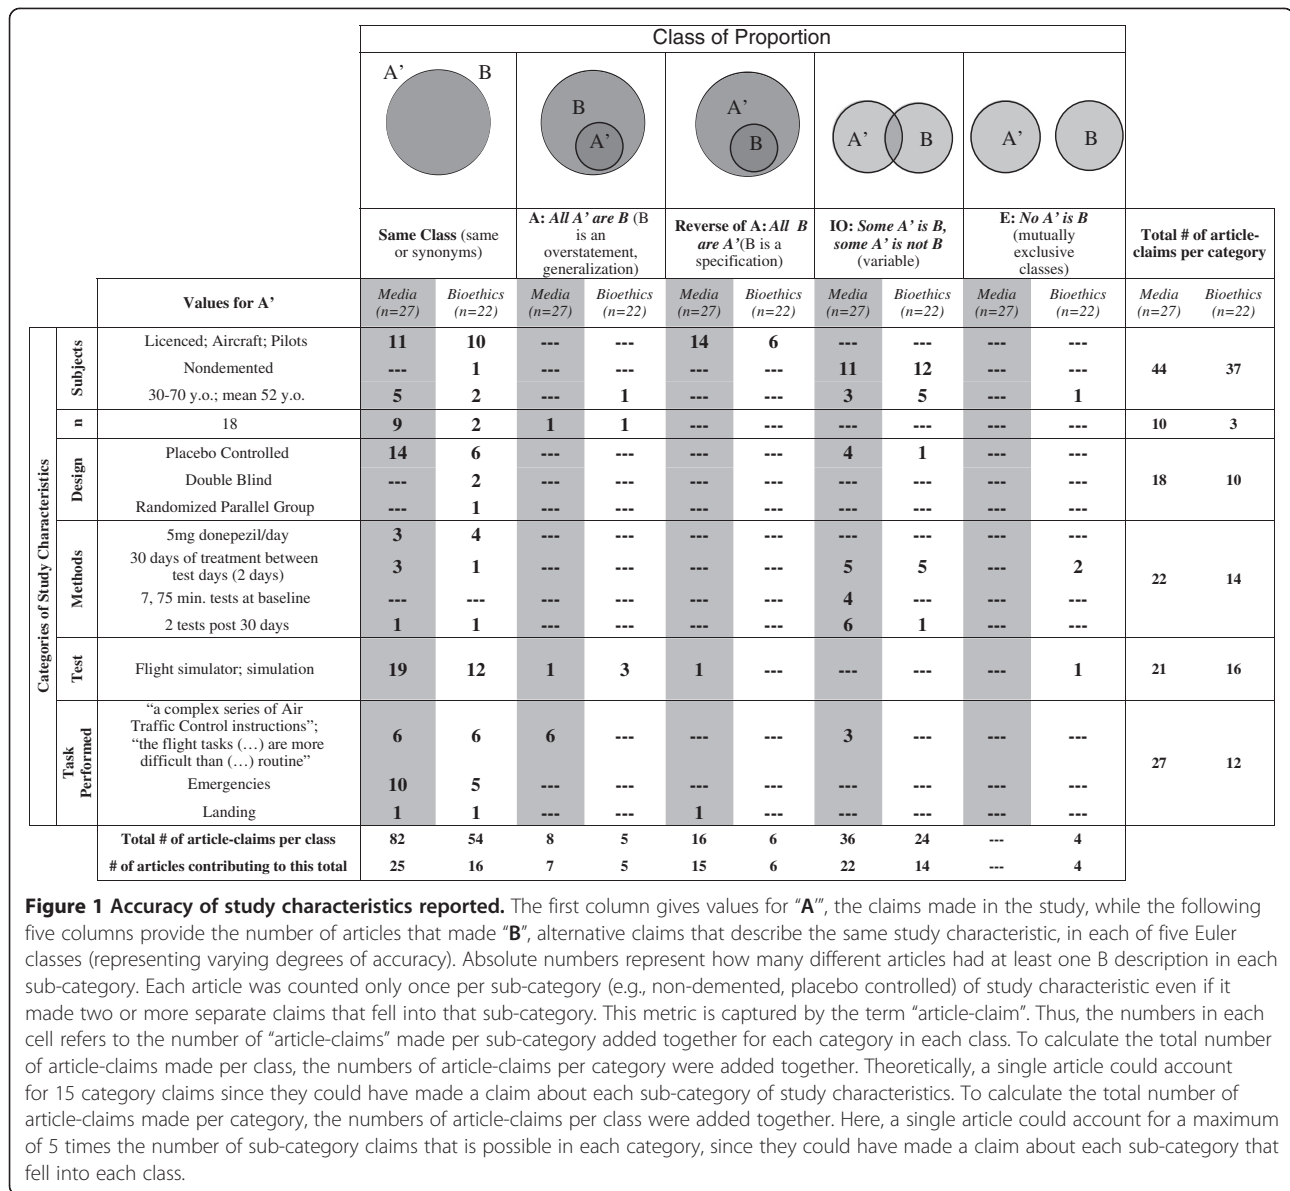 Class of Proportion
A’ B
B
A’
A’
B
A’ B
A’ B
Same Class (same
or synonyms)
A: All A’ are B (B
is an
overstatement,
generalization)
Reverse of A: All B
are A’(B is a
specification)
IO: Some A’ is B,
some A’ is not B
(variable)
E: No A’ is B
(mutually
exclusive
classes)
Total # of article-
claims per category
Values for A’ Media (n=27) Bioethics (n=22) Media (n=27) Bioethics (n=22) Media (n=27) Bioethics (n=22) Media (n=27) Bioethics (n=22) Media (n=27) Bioethics (n=22) Media (n=27) Bioethics (n=22)
Categories of Study Characteristics
Subjects
Licenced; Aircraft; Pilots 11 10 --- --- 14 6 --- --- --- ---
Nondemented --- 1 --- --- --- --- 11 12 --- --- 44 37
30-70 y.o.; mean 52 y.o. 5 2 --- 1 --- --- 3 5 --- 1
n
18 9 2 1 1 --- --- --- --- --- --- 10 3
Design
Placebo Controlled 14 6 --- --- --- --- 4 1 --- ---
Double Blind --- 2 --- --- --- --- --- --- --- --- 18 10
Randomized Parallel Group --- 1 --- --- --- --- --- --- --- ---
Methods
5mg donepezil/day 3 4 --- --- --- --- --- --- --- ---
30 days of treatment between
test days (2 days) 3 1 --- --- --- --- 5 5 --- 2 22 14
7, 75 min. tests at baseline --- --- --- --- --- --- 4 --- --- ---
2 tests post 30 days 1 1 --- --- --- --- 6 1 --- ---
Test
Flight simulator; simulation 19 12 1 3 1 --- --- --- --- 1 21 16
Task
Performed
“a complex series of Air
Traffic Control instructions”;
“the flight tasks (…) are more
difficult than (…) routine” 6 6 6 --- --- --- 3 --- --- --- 27 12
Emergencies 10 5 --- --- --- --- --- --- --- ---
Landing 1 1 --- --- 1 --- --- --- --- ---
Total # of article-claims per class 82 54 8 5 16 6 36 24 --- 4
# of articles contributing to this total 25 16 7 5 15 6 22 14 --- 4
Figure 1 Accuracy of study characteristics reported. The first column gives values for “A’”, the claims made in the study, while the following
five columns provide the number of articles that made “B”, alternative claims that describe the same study characteristic, in each of five Euler
classes (representing varying degrees of accuracy). Absolute numbers represent how many different articles had at least one B description in each
sub-category. Each article was counted only once per sub-category (e.g., non-demented, placebo controlled) of study characteristic even if it
made two or more separate claims that fell into that sub-category. This metric is captured by the term “article-claim”. Thus, the numbers in each
cell refers to the number of “article-claims” made per sub-category added together for each category in each class. To calculate the total number
of article-claims made per class, the numbers of article-claims per category were added together. Theoretically, a single article could account
for 15 category claims since they could have made a claim about each sub-category of study characteristics. To calculate the total number of
article-claims made per category, the numbers of article-claims per class were added together. Here, a single article could account for a maximum
of 5 times the number of sub-category claims that is possible in each category, since they could have made a claim about each sub-category that
fell into each class.